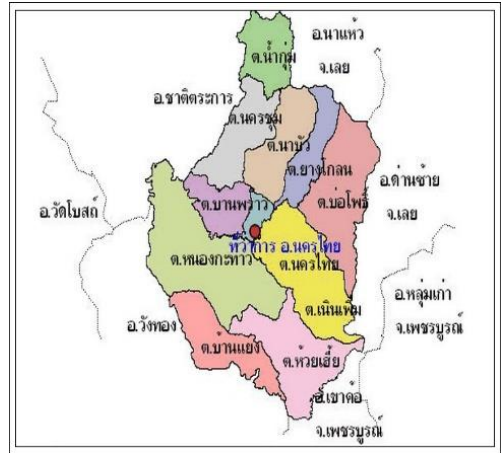 อ.นาแห้ว
ต.น้ำกุ่ม
จ.เลย
อ.ชาติตระการ
ต.นครชุม
ต.นาบัว
ต.ยางโกลน
อ.ด่านซ้าย
ต.บ่อโพธิ์
จ.เลย
ต.บ้านพร้าว
อ.วัดโบสถ์
ที่ว่าการ อ.นครไทย
ต.หนองกะท้าว
ต.นครไทย
อ.หล่มเก่า
ต.เนินเพิ่ม
จ.เพชรบูรณ์
อ.วังทอง
ต.บ้านแยง
ต.ห้วยเฮี้ย
อ.เขาค้อ
จ.เพชรบูรณ์